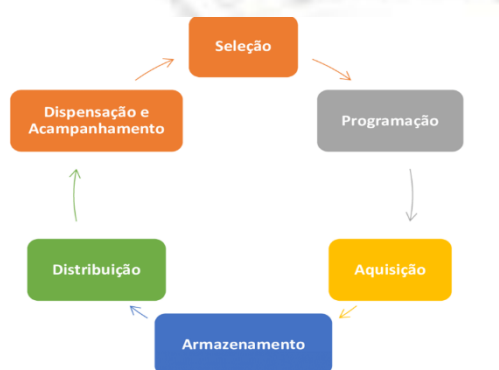 Seleção
Programação
Aquisição
Armazenamento
Distribuição
Dispensação e
Acampanhamento